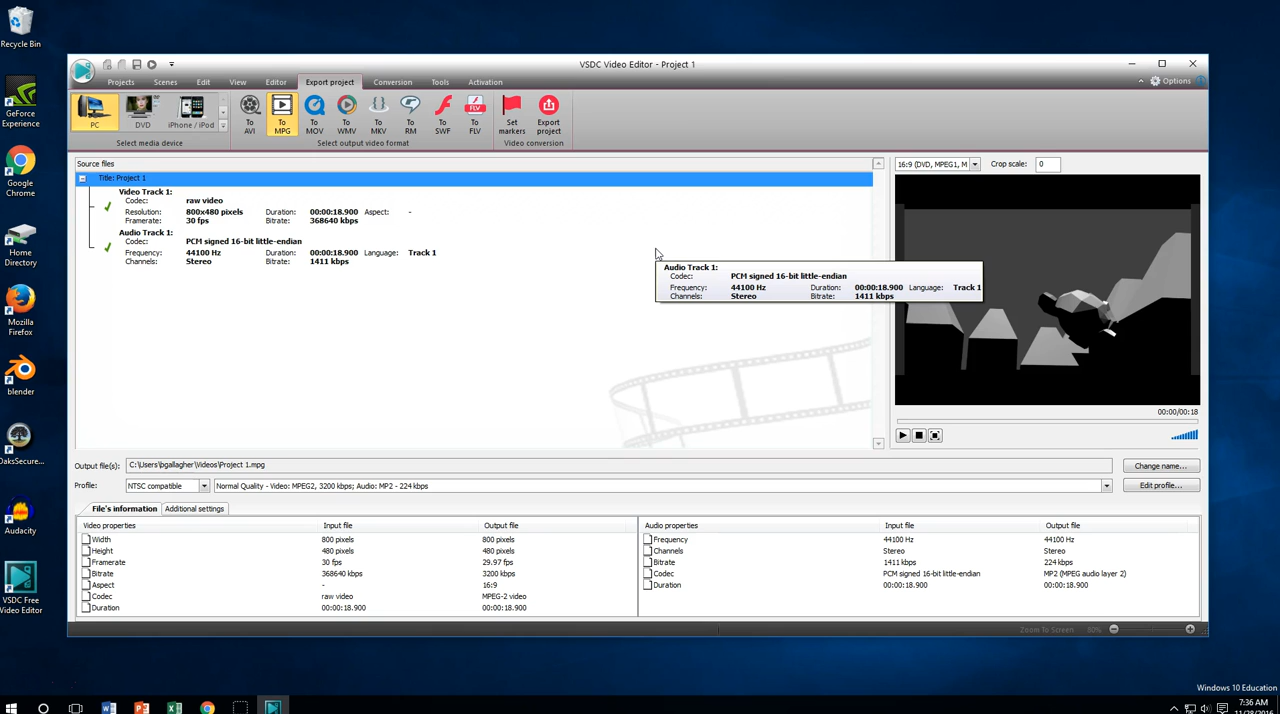 Recycle Bin
GeForce
Experience
Google
Chrome
Home
Directory
Mozilla
Firefox
blender
OaksSecure...
Audacity
VSDC Free
Video Editor
VSDC Video Editor - Project 1
Projects Scenes Edit View Editor Export project Conversion Tools Activation Options
PC DVD iPhone / iPod
To AVI
To MPG
To MOV
To WMV
To MKV
To RM
To SWF
To FLV
Set markers
Export project
Select media device Select output video format Video conversion
Source files
Title: Project 1
Video Track 1:
Codec: raw video
Resolution: 800x480 pixels Duration: 00:00:18.900 Aspect: -
Framerate: 30 fps Bitrate: 368640 kbps
Audio Track 1:
Codec: PCM signed 16-bit little-endian
Frequency: 44100 Hz Duration: 00:00:18.900 Language: Track 1
Channels: Stereo Bitrate: 1411 kbps
Audio Track 1:
Codec: PCM signed 16-bit little-endian
Frequency: 44100 Hz Duration: 00:00:18.900 Language: Track 1
Channels: Stereo Bitrate: 1411 kbps
16:9 (DVD, MPEG1, M Crop scale: 0
00:00/00:18
Output file(s): C:\Users\bgallagher\Videos\Project 1.mpg Change name...
Profile: NTSC compatible Normal Quality - Video: MPEG2, 3200 kbps; Audio: MP2 - 224 kbps Edit profile...
File's information Additional settings
Video properties Input file Output file
Width 800 pixels 800 pixels
Height 480 pixels 480 pixels
Framerate 30 fps 29.97 fps
Bitrate 368640 kbps 3200 kbps
Aspect - 16:9
Codec raw video MPEG-2 video
Duration 00:00:18.900 00:00:18.900
Audio properties Input file Output file
Frequency 44100 Hz 44100 Hz
Channels Stereo Stereo
Bitrate 1411 kbps 224 kbps
Codec PCM signed 16-bit little-endian MP2 (MPEG audio layer 2)
Duration 00:00:18.900 00:00:18.900
Zoom To Screen 80%
Windows 10 Education
7:36 AM
11/28/2016